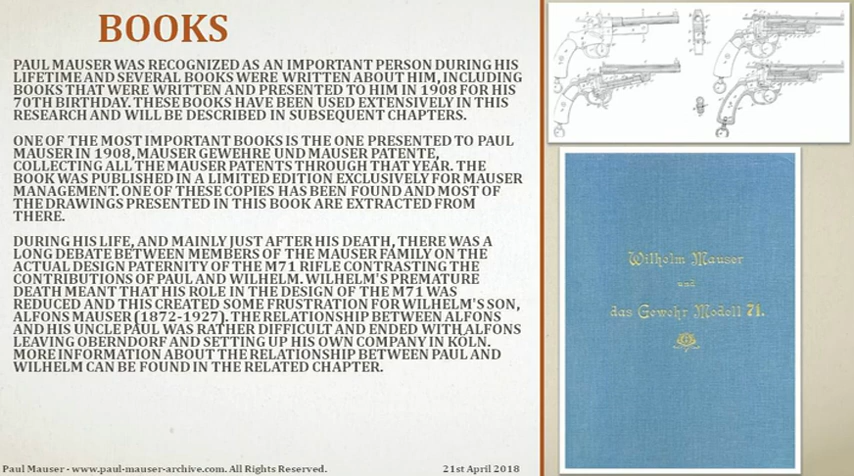 BOOKS
PAUL MAUSER WAS RECOGNIZED AS AN IMPORTANT PERSON DURING HIS
LIFETIME AND SEVERAL BOOKS WERE WRITTEN ABOUT HIM, INCLUDING
BOOKS THAT WERE WRITTEN AND PRESENTED TO HIM IN 1908 FOR HIS
70TH BIRTHDAY. THESE BOOKS HAVE BEEN USED EXTENSIVELY IN THIS
RESEARCH AND WILL BE DESCRIBED IN SUBSEQUENT CHAPTERS.
ONE OF THE MOST IMPORTANT BOOKS IS THE ONE PRESENTED TO PAUL
MAUSER IN 1908, MAUSER GEWEHRE UND MAUSER PATENTE,
COLLECTING ALL THE MAUSER PATENTS THROUGH THAT YEAR. THE
BOOK WAS PUBLISHED IN A LIMITED EDITION EXCLUSIVELY FOR MAUSER
MANAGEMENT. ONE OF THESE COPIES HAS BEEN FOUND AND MOST OF
THE DRAWINGS PRESENTED IN THIS BOOK ARE EXTRACTED FROM
THERE.
DURING HIS LIFE, AND MAINLY JUST AFTER HIS DEATH, THERE WAS A
LONG DEBATE BETWEEN MEMBERS OF THE MAUSER FAMILY ON THE
ACTUAL DESIGN PATERNITY OF THE M71 RIFLE CONTRASTING THE
CONTRIBUTIONS OF PAUL AND WILHELM. WILHELM'S PREMATURE
DEATH MEANT THAT HIS ROLE IN THE DESIGN OF THE M71 WAS
REDUCED AND THIS CREATED SOME FRUSTRATION FOR WILHELM'S SON,
ALFONS MAUSER (1872-1927). THE RELATIONSHIP BETWEEN ALFONS
AND HIS UNCLE PAUL WAS RATHER DIFFICULT AND ENDED WITH ALFONS
LEAVING OBERNDORF AND SETTING UP HIS OWN COMPANY IN KÖLN.
MORE INFORMATION ABOUT THE RELATIONSHIP BETWEEN PAUL AND
WILHELM CAN BE FOUND IN THE RELATED CHAPTER.
Paul Mauser - www.paul-mauser-archive.com. All Rights Reserved. 21st April 2018
Wilhelm Mauser
und
das Gewehr Modell 71.